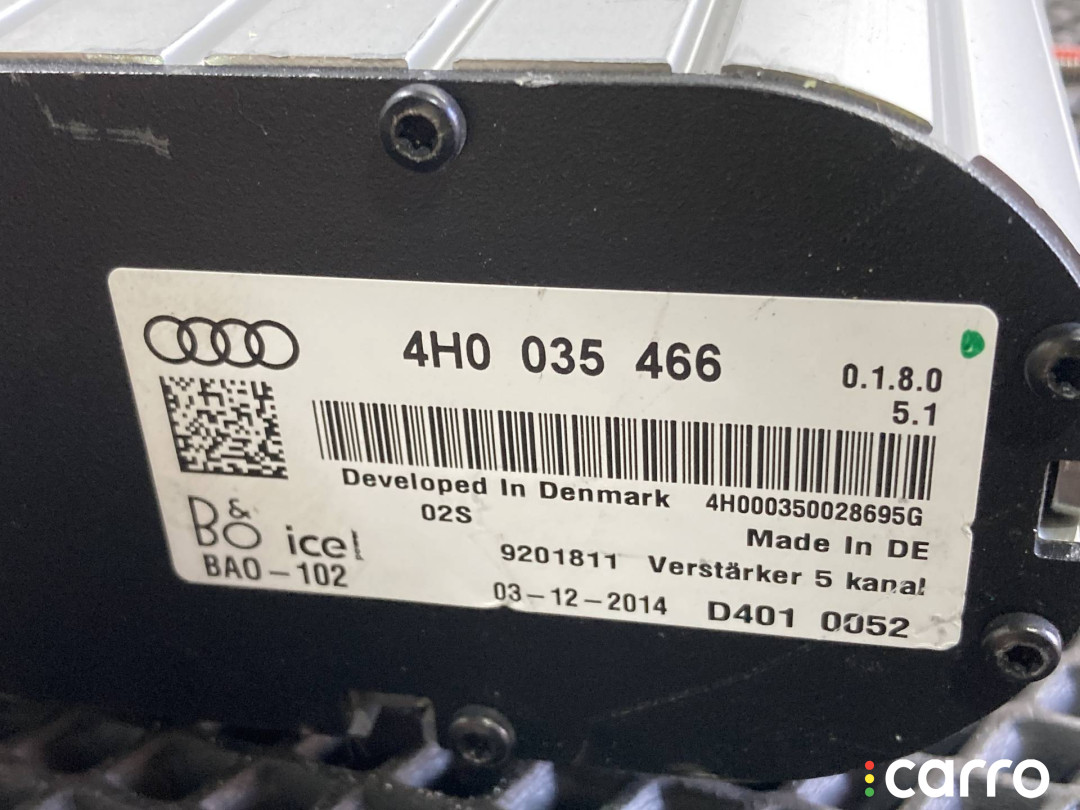 4H0 035 466
0.1.8.0
5.1
Developed In Denmark 4H000350028695G
02S Made In DE
B&O icel
9201811 Verstärker 5 kanal
BAO-102
03-12-2014 D401 0052
carro